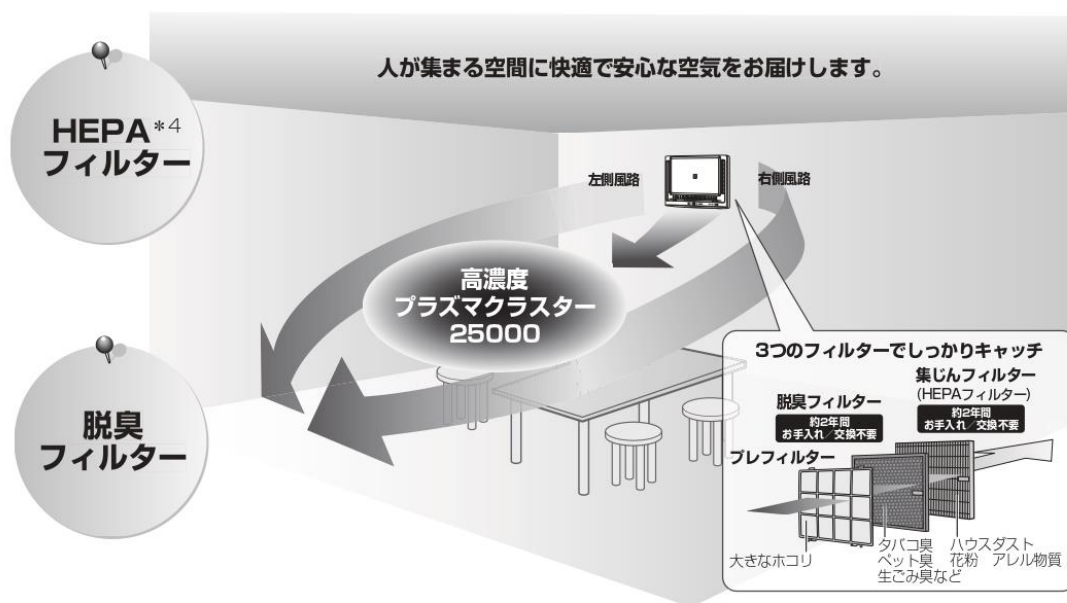 人が集まる空間に快適で安心な空気をお届けします。
HEPA*4
フィルター
左側風路
右側風路
高濃度
プラズマクラスター
25000
脱臭
フィルター
3つのフィルターでしっかりキャッチ
集じんフィルター
(HEPAフィルター)
約2年間
お手入れ/交換不要
脱臭フィルター
約2年間
お手入れ/交換不要
プレフィルター
大きなホコリ
タバコ臭
ペット臭
生ごみ臭など
ハウスダスト
花粉 アレル物質